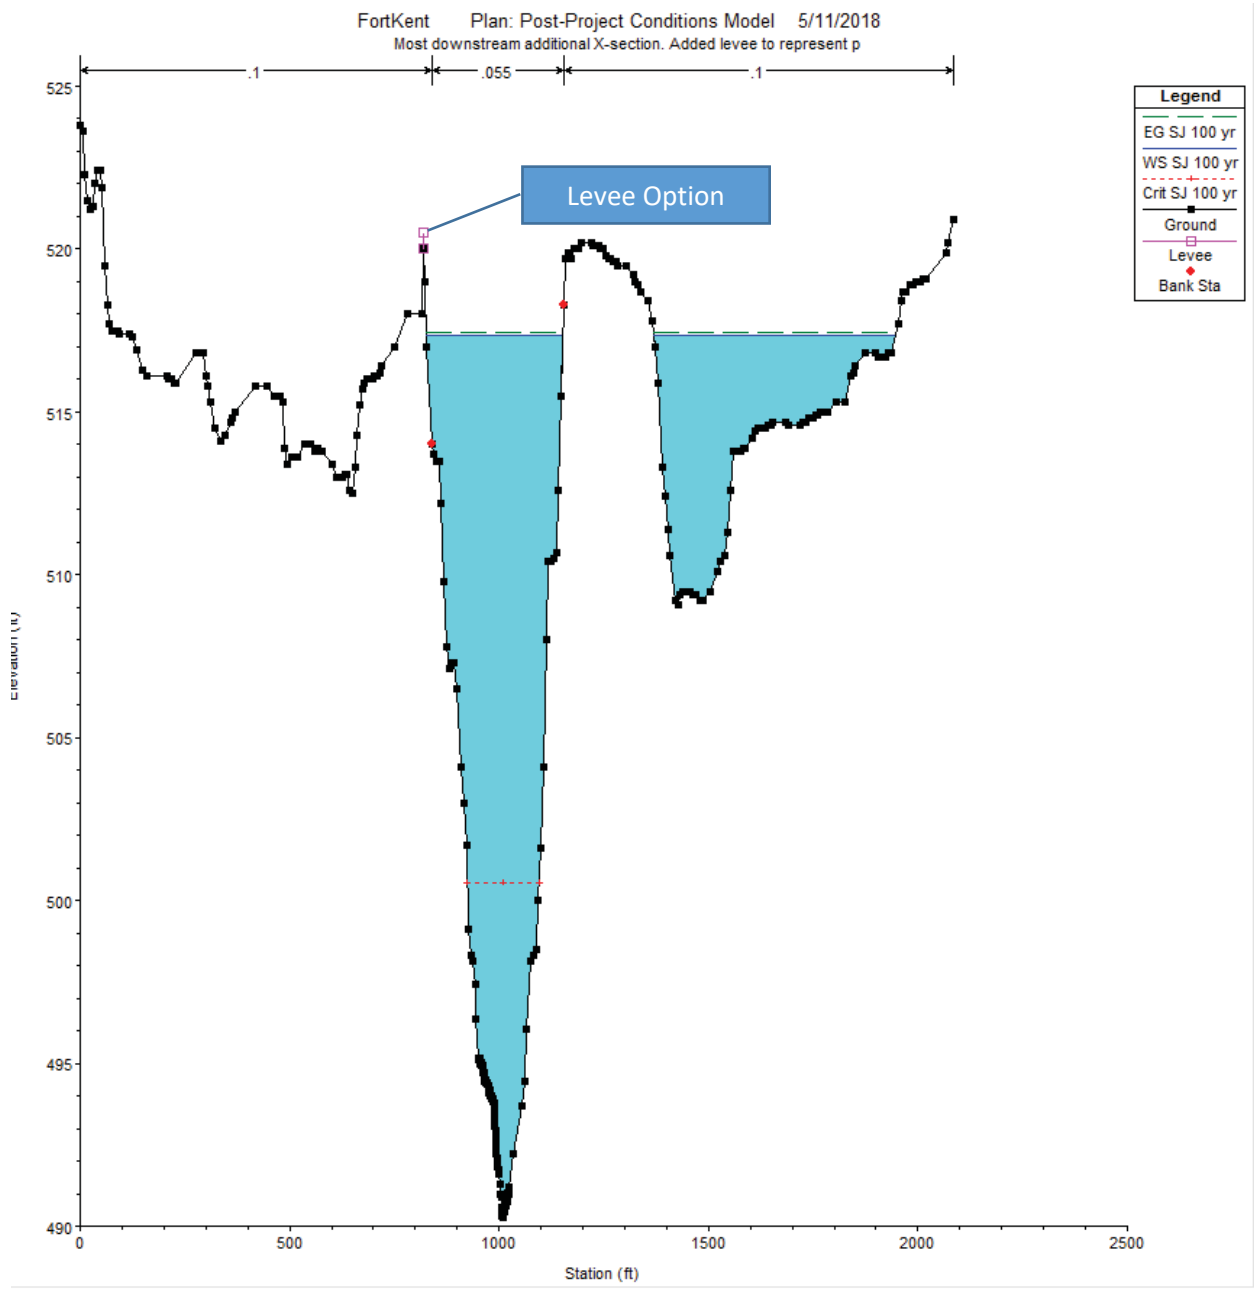 FortKent Plan: Post-Project Conditions Model 5/11/2018
Most downstream additional X-section. Added levee to represent p
.1 .055 .1
Legend
EG SJ 100 yr
WS SJ 100 yr
Crit SJ 100 yr
Ground
Levee
Bank Sta
Levee Option
525
520
515
510
505
500
495
490
Elevation (ft)
0 500 1000 1500 2000 2500
Station (ft)